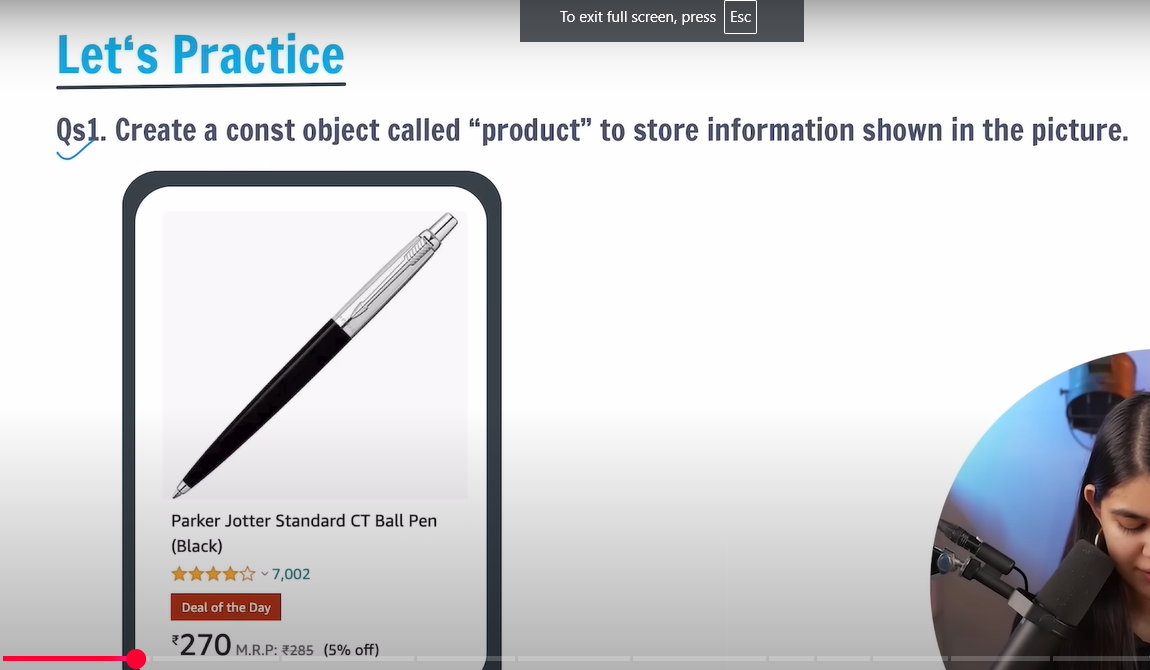 To exit full screen, press Esc
Let‘s Practice
Qs1. Create a const object called “product” to store information shown in the picture.
Parker Jotter Standard CT Ball Pen
(Black)
7,002
Deal of the Day
₹270 M.R.P: ₹285 (5% off)